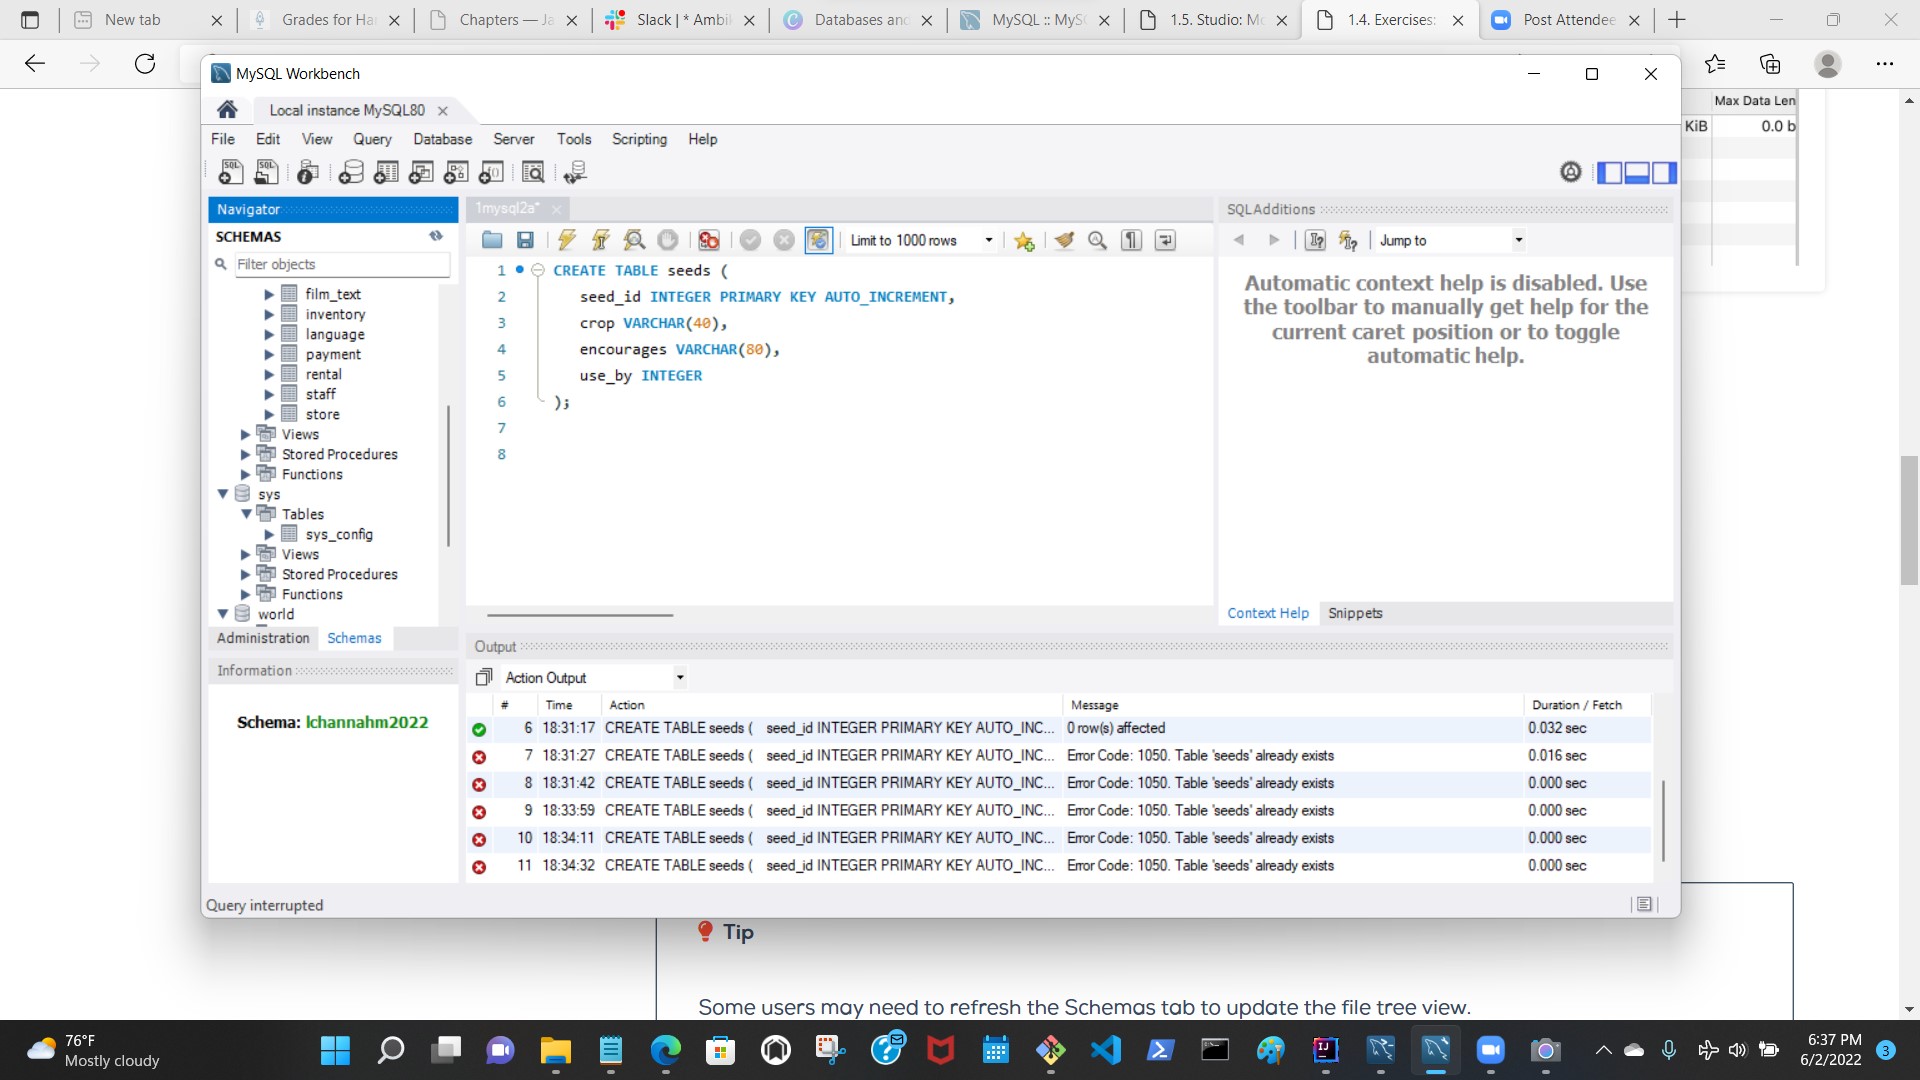 New tab
Grades for Ha
Chapters — Ja
Slack | * Ambi
Databases and
MySQL :: MyS
1.5. Studio: M
1.4. Exercises:
Post Attendee
MySQL Workbench
Local instance MySQL80
File Edit View Query Database Server Tools Scripting Help
Max Data Len
KiB 0.0 b
Navigator
SCHEMAS
Filter objects
film_text
inventory
language
payment
rental
staff
store
Views
Stored Procedures
Functions
sys
Tables
sys_config
Views
Stored Procedures
Functions
world
Administration Schemas
Information
Schema: lchannahm2022
1mysql2a*
Limit to 1000 rows
1 CREATE TABLE seeds (
2 seed_id INTEGER PRIMARY KEY AUTO_INCREMENT,
3 crop VARCHAR(40),
4 encourages VARCHAR(80),
5 use_by INTEGER
6 );
7
8
SQLAdditions
Jump to
Automatic context help is disabled. Use
the toolbar to manually get help for the
current caret position or to toggle
automatic help.
Context Help Snippets
Output
Action Output
# Time Action Message Duration / Fetch
6 18:31:17 CREATE TABLE seeds ( seed_id INTEGER PRIMARY KEY AUTO_INC... 0 row(s) affected 0.032 sec
7 18:31:27 CREATE TABLE seeds ( seed_id INTEGER PRIMARY KEY AUTO_INC... Error Code: 1050. Table 'seeds' already exists 0.016 sec
8 18:31:42 CREATE TABLE seeds ( seed_id INTEGER PRIMARY KEY AUTO_INC... Error Code: 1050. Table 'seeds' already exists 0.000 sec
9 18:33:59 CREATE TABLE seeds ( seed_id INTEGER PRIMARY KEY AUTO_INC... Error Code: 1050. Table 'seeds' already exists 0.000 sec
10 18:34:11 CREATE TABLE seeds ( seed_id INTEGER PRIMARY KEY AUTO_INC... Error Code: 1050. Table 'seeds' already exists 0.000 sec
11 18:34:32 CREATE TABLE seeds ( seed_id INTEGER PRIMARY KEY AUTO_INC... Error Code: 1050. Table 'seeds' already exists 0.000 sec
Query interrupted
Tip
Some users may need to refresh the Schemas tab to update the file tree view.
76°F
Mostly cloudy
6:37 PM
6/2/2022
3